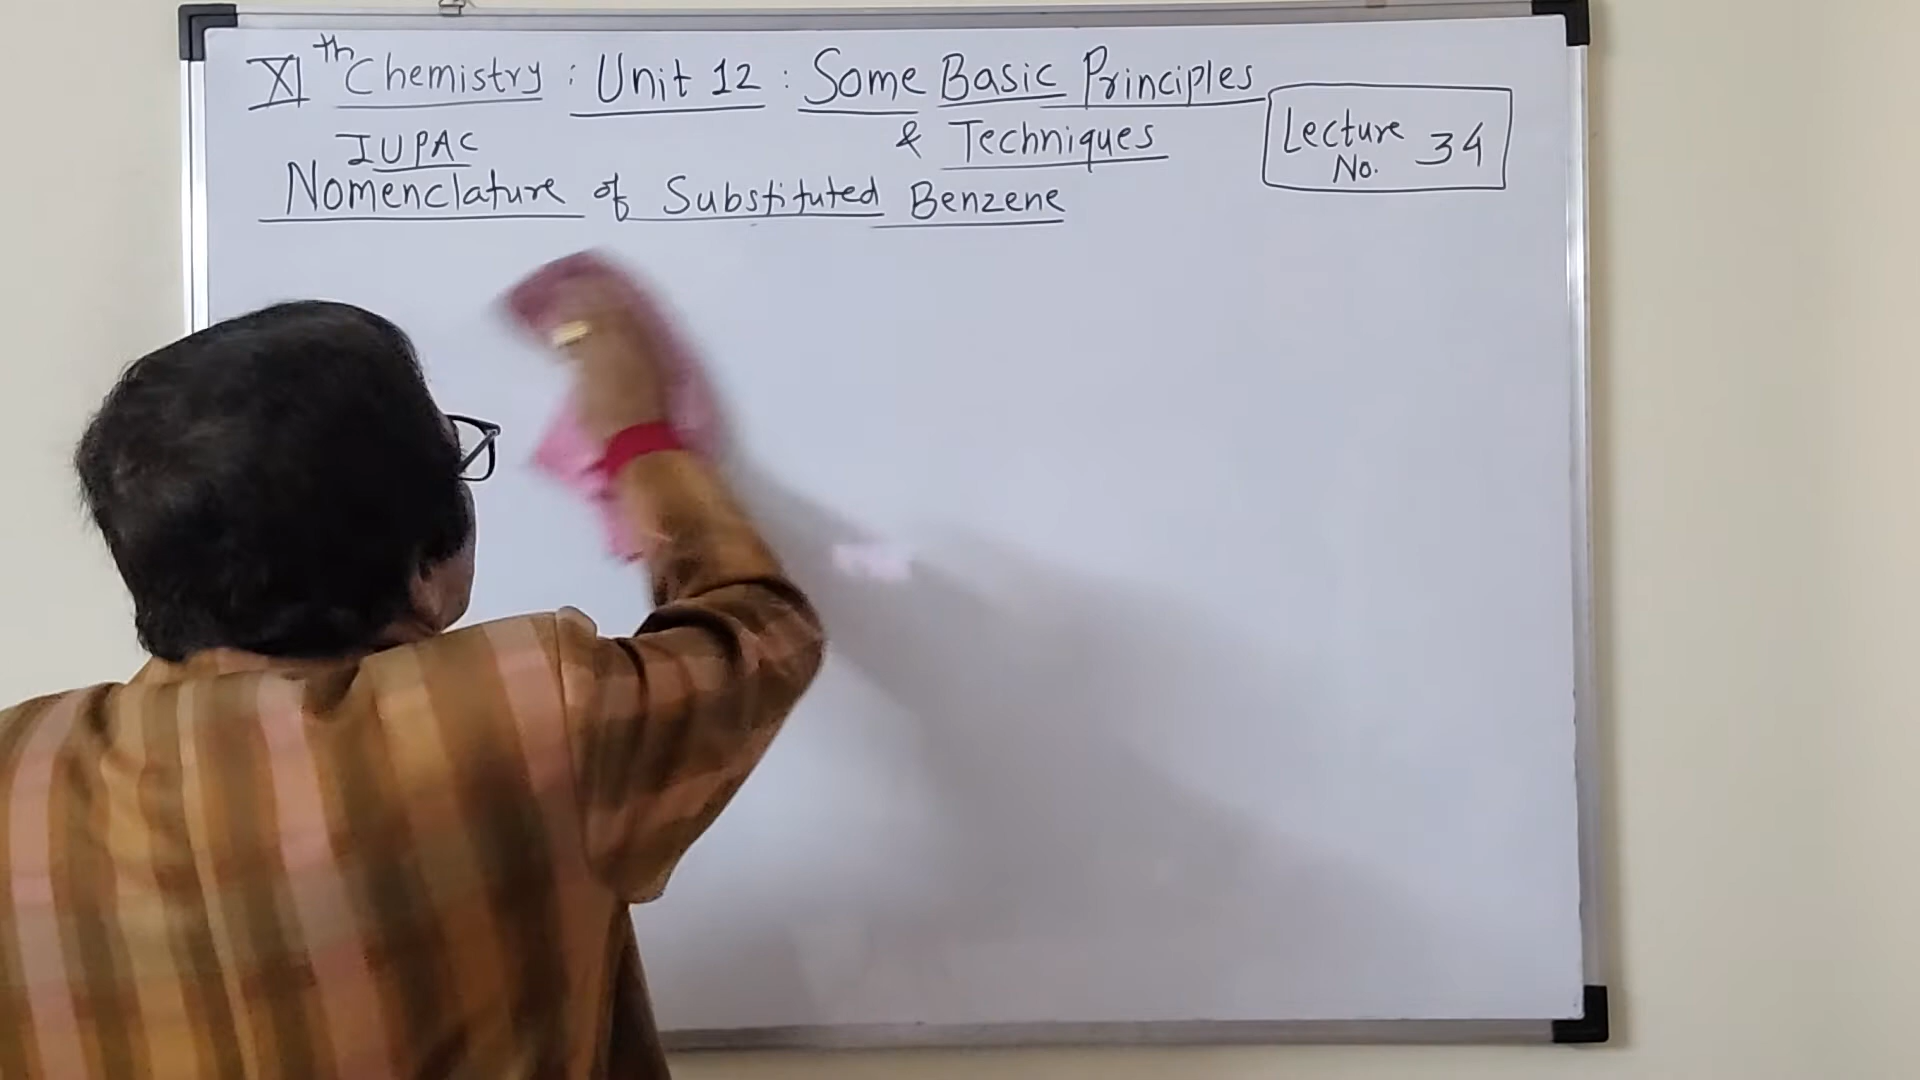 XIth Chemistry : Unit 12 : Some Basic Principles
& Techniques
Lecture No. 34
IUPAC
Nomenclature of Substituted Benzene